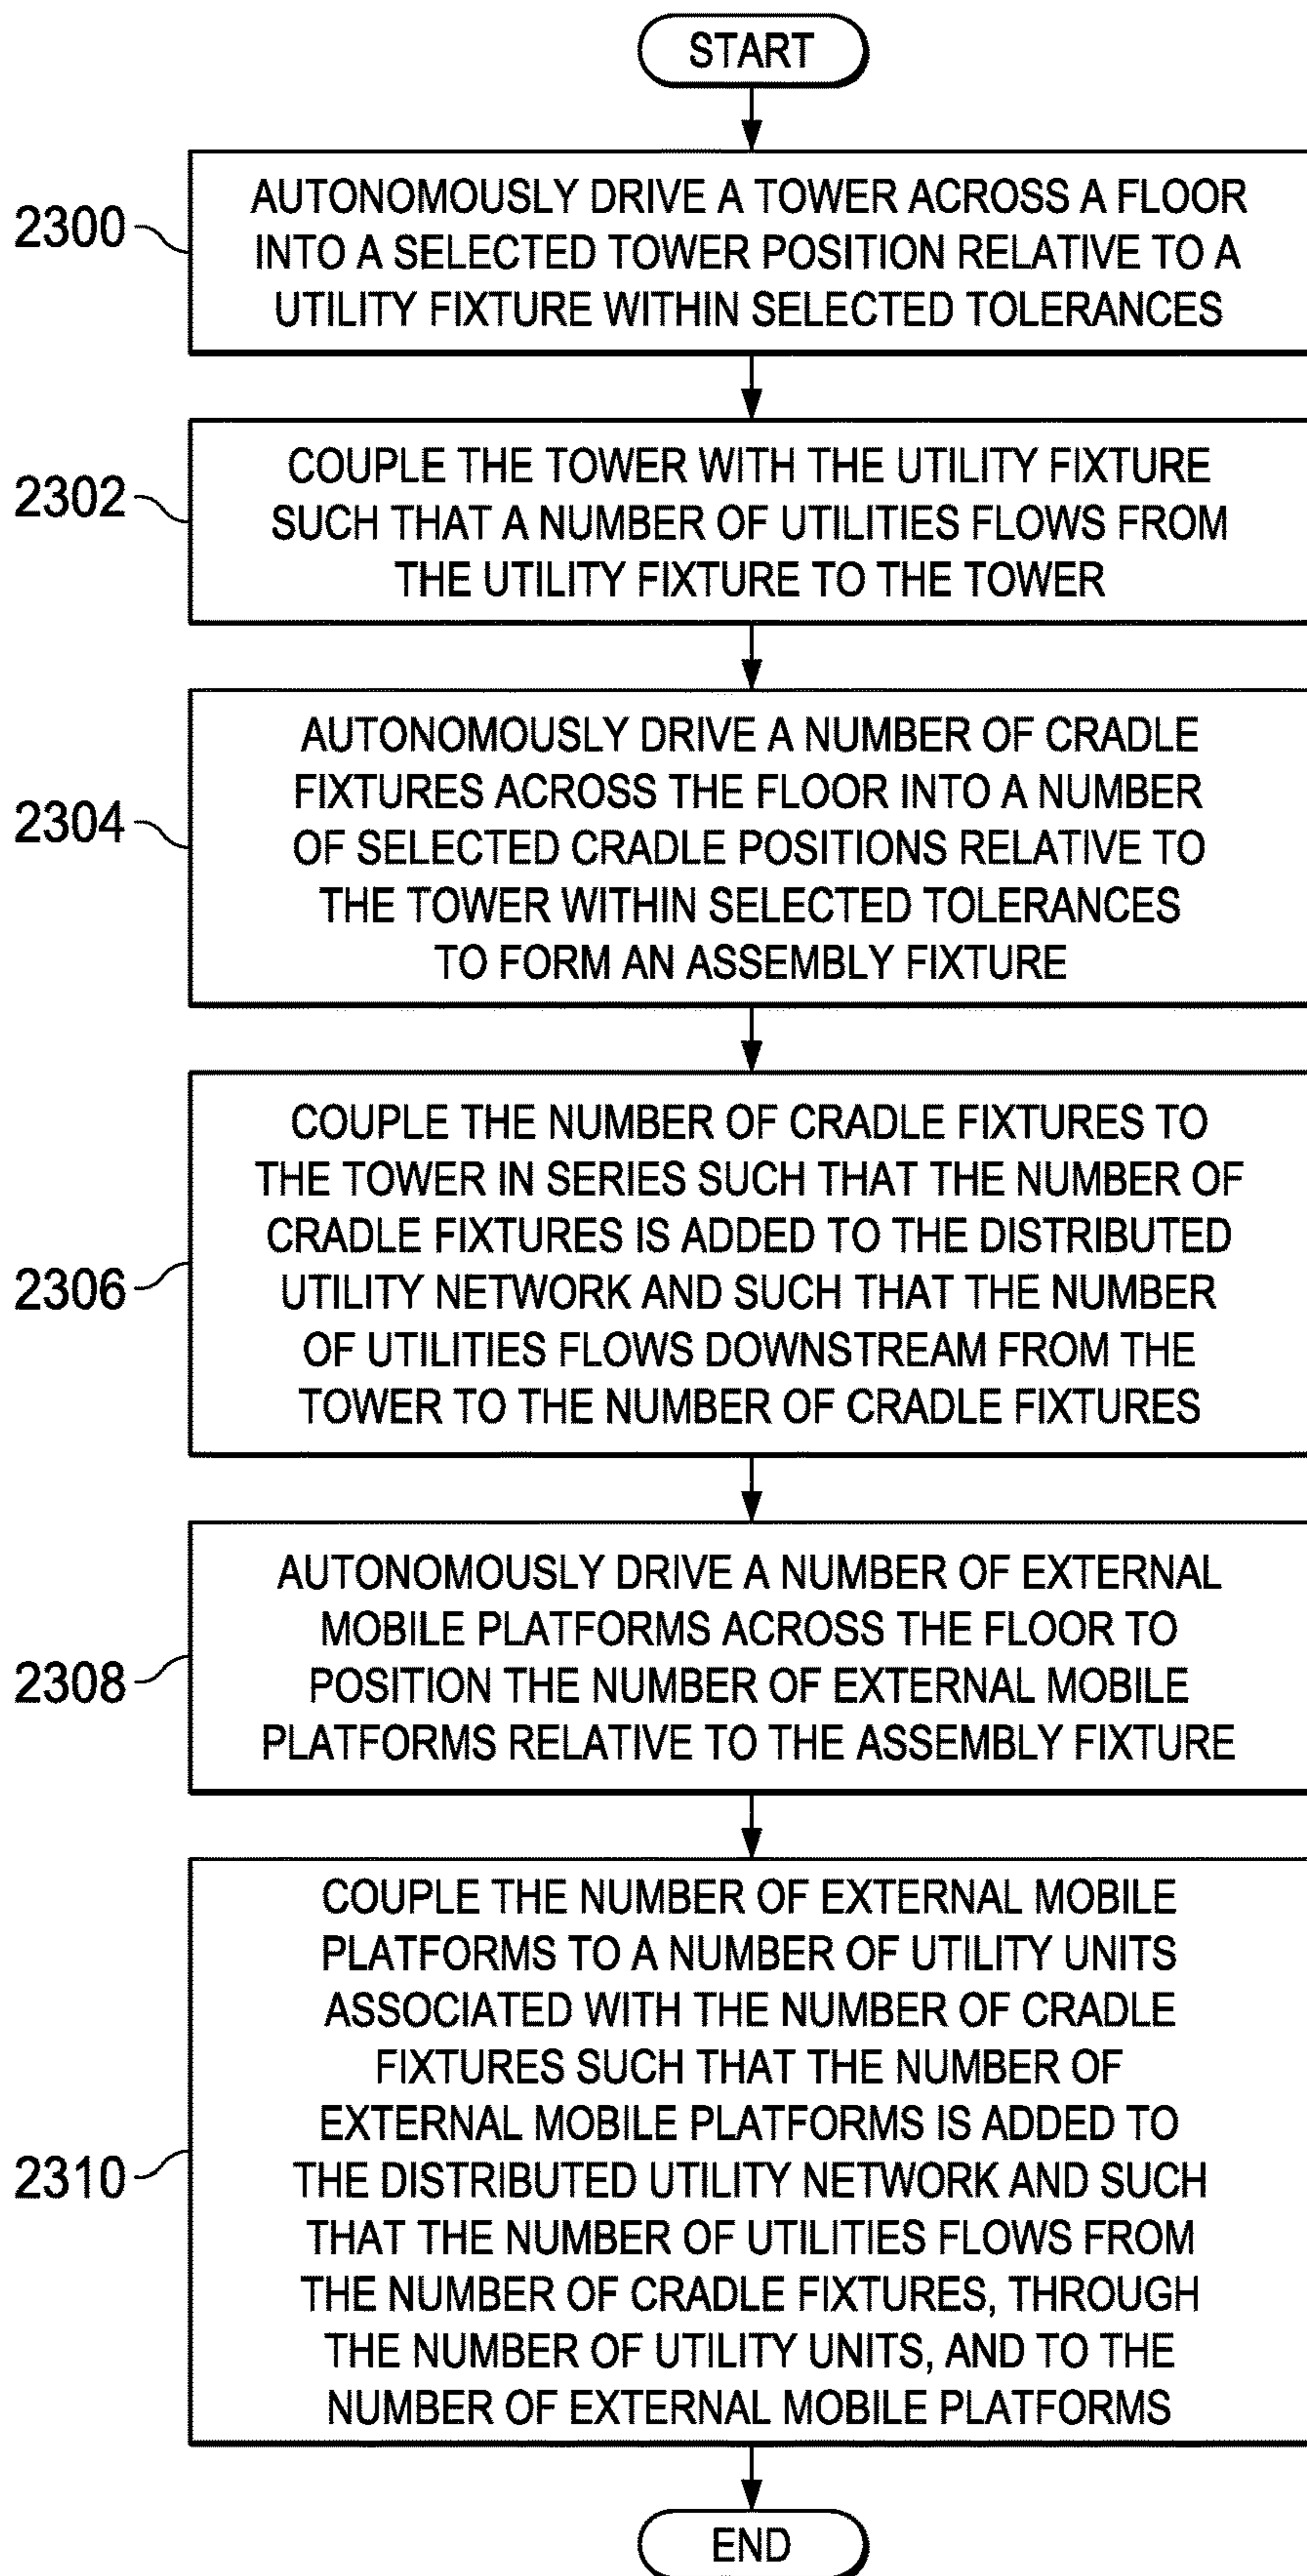 START
2300
AUTONOMOUSLY DRIVE A TOWER ACROSS A FLOOR
INTO A SELECTED TOWER POSITION RELATIVE TO A
UTILITY FIXTURE WITHIN SELECTED TOLERANCES
2302
COUPLE THE TOWER WITH THE UTILITY FIXTURE
SUCH THAT A NUMBER OF UTILITIES FLOWS FROM
THE UTILITY FIXTURE TO THE TOWER
2304
AUTONOMOUSLY DRIVE A NUMBER OF CRADLE
FIXTURES ACROSS THE FLOOR INTO A NUMBER
OF SELECTED CRADLE POSITIONS RELATIVE TO
THE TOWER WITHIN SELECTED TOLERANCES
TO FORM AN ASSEMBLY FIXTURE
2306
COUPLE THE NUMBER OF CRADLE FIXTURES TO
THE TOWER IN SERIES SUCH THAT THE NUMBER OF
CRADLE FIXTURES IS ADDED TO THE DISTRIBUTED
UTILITY NETWORK AND SUCH THAT THE NUMBER
OF UTILITIES FLOWS DOWNSTREAM FROM THE
TOWER TO THE NUMBER OF CRADLE FIXTURES
2308
AUTONOMOUSLY DRIVE A NUMBER OF EXTERNAL
MOBILE PLATFORMS ACROSS THE FLOOR TO
POSITION THE NUMBER OF EXTERNAL MOBILE
PLATFORMS RELATIVE TO THE ASSEMBLY FIXTURE
2310
COUPLE THE NUMBER OF EXTERNAL MOBILE
PLATFORMS TO A NUMBER OF UTILITY UNITS
ASSOCIATED WITH THE NUMBER OF CRADLE
FIXTURES SUCH THAT THE NUMBER OF
EXTERNAL MOBILE PLATFORMS IS ADDED TO
THE DISTRIBUTED UTILITY NETWORK AND SUCH
THAT THE NUMBER OF UTILITIES FLOWS FROM
THE NUMBER OF CRADLE FIXTURES, THROUGH
THE NUMBER OF UTILITY UNITS, AND TO THE
NUMBER OF EXTERNAL MOBILE PLATFORMS
END